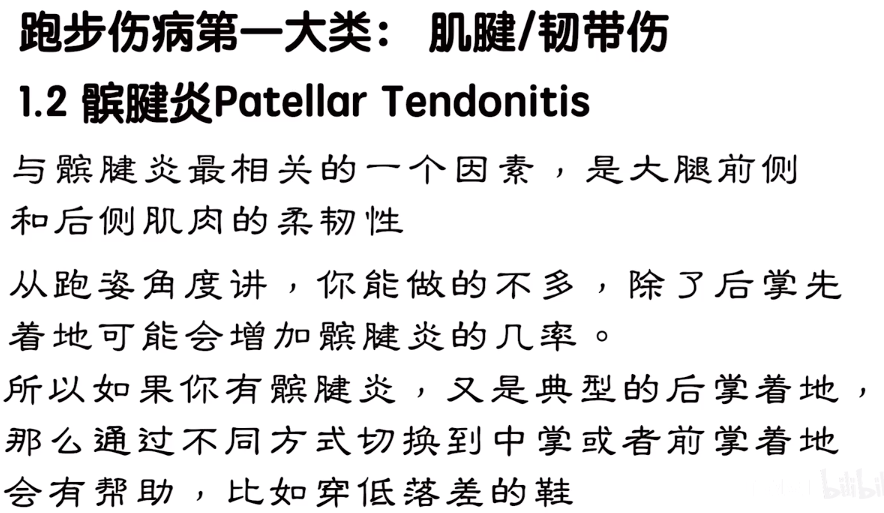 跑步伤病第一大类： 肌腱/韧带伤
1.2 髌腱炎Patellar Tendonitis
与髌腱炎最相关的一个因素，是大腿前侧
和后侧肌肉的柔韧性
从跑姿角度讲，你能做的不多，除了后掌先
着地可能会增加髌腱炎的几率。
所以如果你有髌腱炎，又是典型的后掌着地，
那么通过不同方式切换到中掌或者前掌着地
会有帮助，比如穿低落差的鞋
bilibili